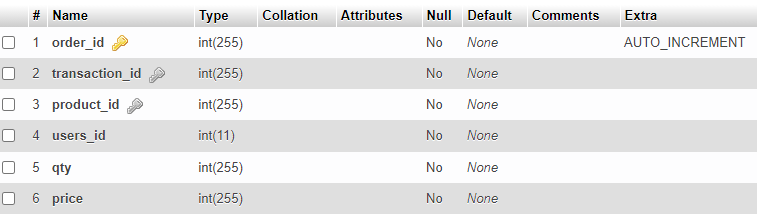 # Name Type Collation Attributes Null Default Comments Extra
1 order_id int(255) No None AUTO_INCREMENT
2 transaction_id int(255) No None
3 product_id int(255) No None
4 users_id int(11) No None
5 qty int(255) No None
6 price int(255) No None